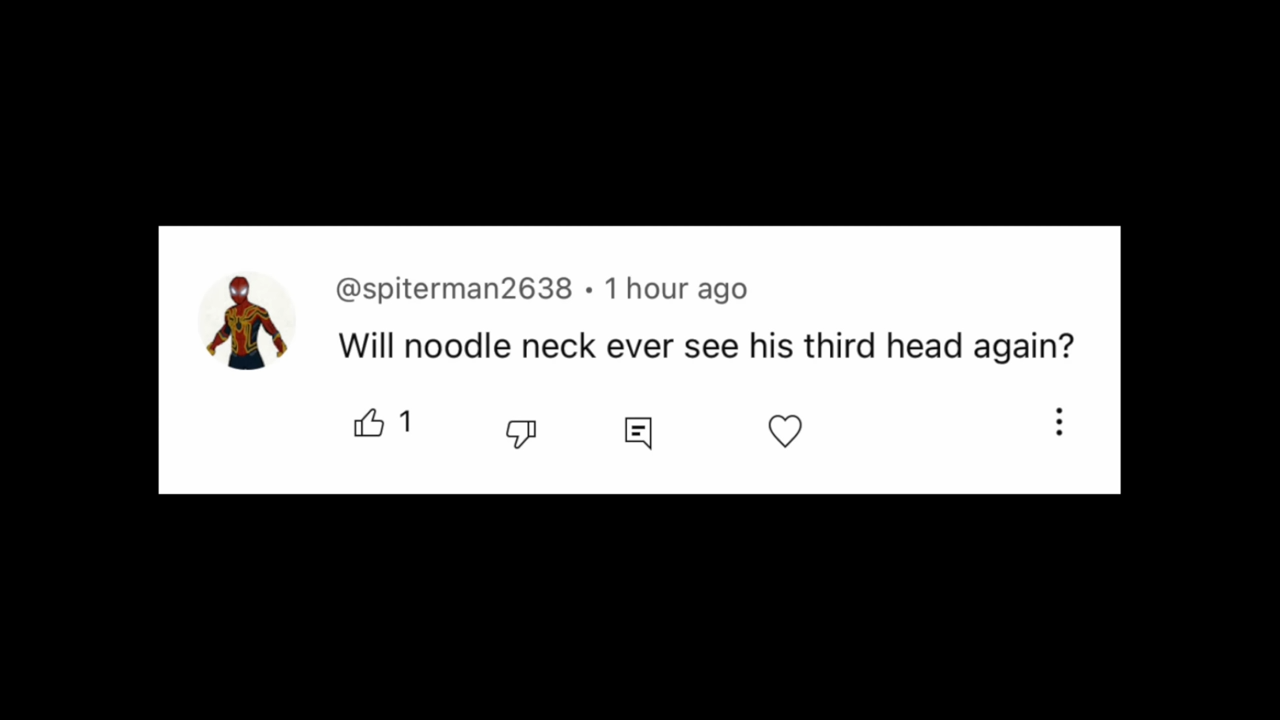 @spiterman2638 • 1 hour ago
Will noodle neck ever see his third head again?
1